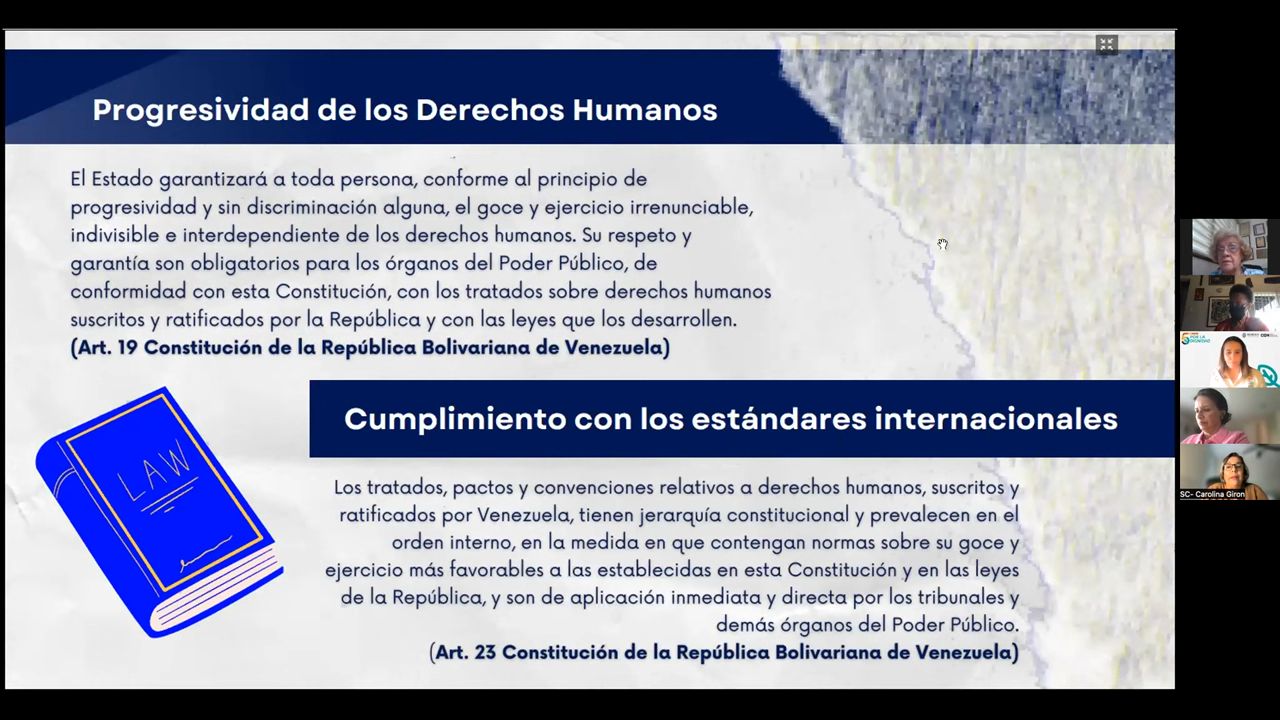 Progresividad de los Derechos Humanos
El Estado garantizará a toda persona, conforme al principio de
progresividad y sin discriminación alguna, el goce y ejercicio irrenunciable,
indivisible e interdependiente de los derechos humanos. Su respeto y
garantía son obligatorios para los órganos del Poder Público, de
conformidad con esta Constitución, con los tratados sobre derechos humanos
suscritos y ratificados por la República y con las leyes que los desarrollen.
(Art. 19 Constitución de la República Bolivariana de Venezuela)
LAW
Cumplimiento con los estándares internacionales
Los tratados, pactos y convenciones relativos a derechos humanos, suscritos y
ratificados por Venezuela, tienen jerarquía constitucional y prevalecen en el
orden interno, en la medida en que contengan normas sobre su goce y
ejercicio más favorables a las establecidas en esta Constitución y en las leyes
de la República, y son de aplicación inmediata y directa por los tribunales y
demás órganos del Poder Público.
(Art. 23 Constitución de la República Bolivariana de Venezuela)
SC- Carolina Giron